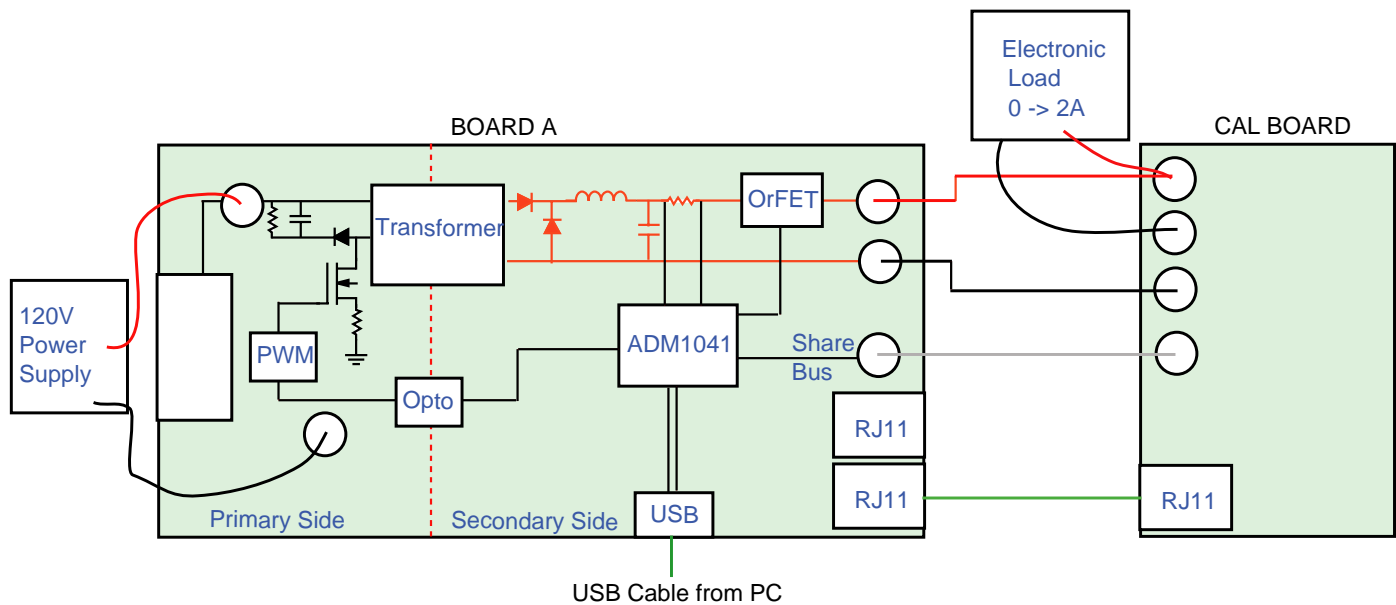 Electronic
Load
0 -> 2A
BOARD A
CAL BOARD
OrFET
Transformer
120V
Power
Supply
PWM
ADM1041
Share
Bus
Opto
RJ11
RJ11
RJ11
USB
Primary Side
Secondary Side
USB Cable from PC